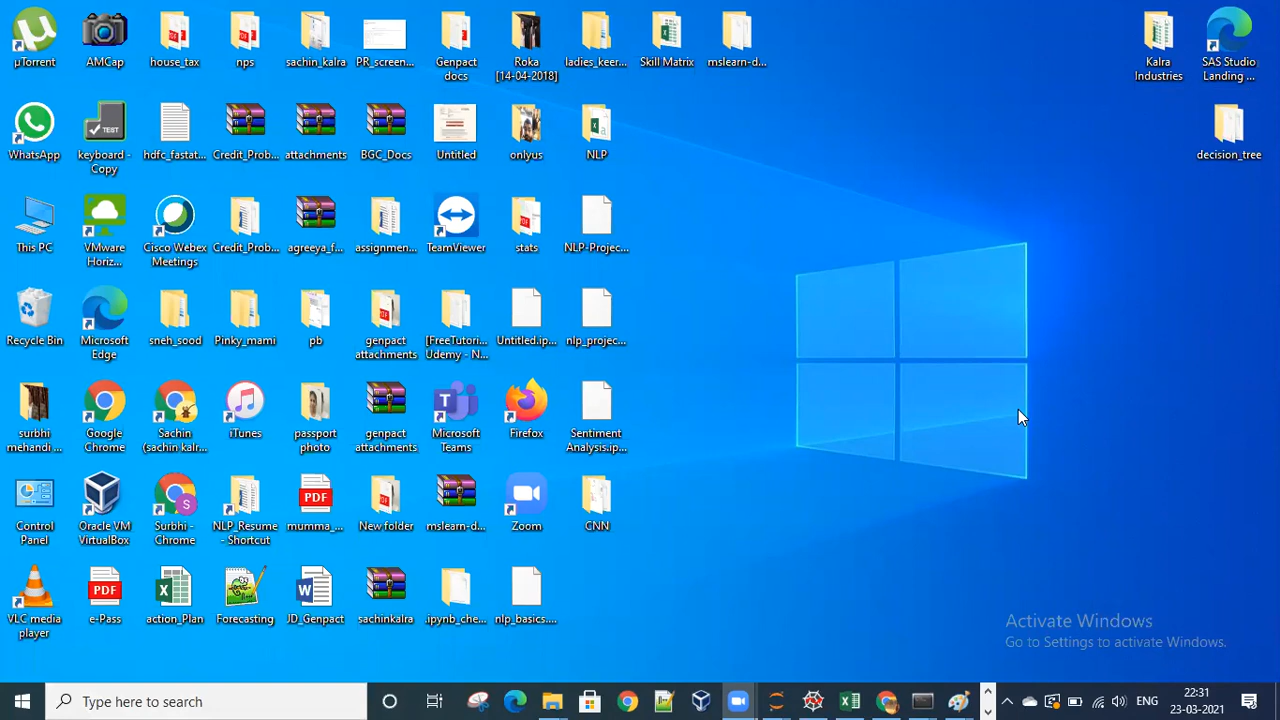 µTorrent
AMCap
house_tax
nps
sachin_kalra
PR_screen...
Genpact
docs
Roka
[14-04-2018]
ladies_keer...
Skill Matrix
mslearn-d...
Kalra
Industries
SAS Studio
Landing ...
WhatsApp
TEST
keyboard -
Copy
hdfc_fastat...
Credit_Prob...
attachments
BGC_Docs
Untitled
onlyus
NLP
decision_tree
This PC
VMware
Horiz...
Cisco Webex
Meetings
Credit_Prob...
agreeya_f...
assignmen...
TeamViewer
stats
NLP-Projec...
Recycle Bin
Microsoft
Edge
sneh_sood
Pinky_mami
pb
genpact
attachments
[FreeTutori...
Udemy - N...
Untitled.ip...
nlp_projec...
surbhi
mehandi ...
Google
Chrome
Sachin
(sachin kalr...
iTunes
passport
photo
genpact
attachments
Microsoft
Teams
Firefox
Sentiment
Analysis.ip...
Control
Panel
Oracle VM
VirtualBox
Surbhi -
Chrome
NLP_Resume
- Shortcut
PDF
mumma_...
New folder
mslearn-d...
Zoom
CNN
VLC media
player
PDF
e-Pass
action_Plan
Forecasting
JD_Genpact
sachinkalra
.ipynb_che...
nlp_basics....
Activate Windows
Go to Settings to activate Windows.
Type here to search
ENG
22:31
23-03-2021